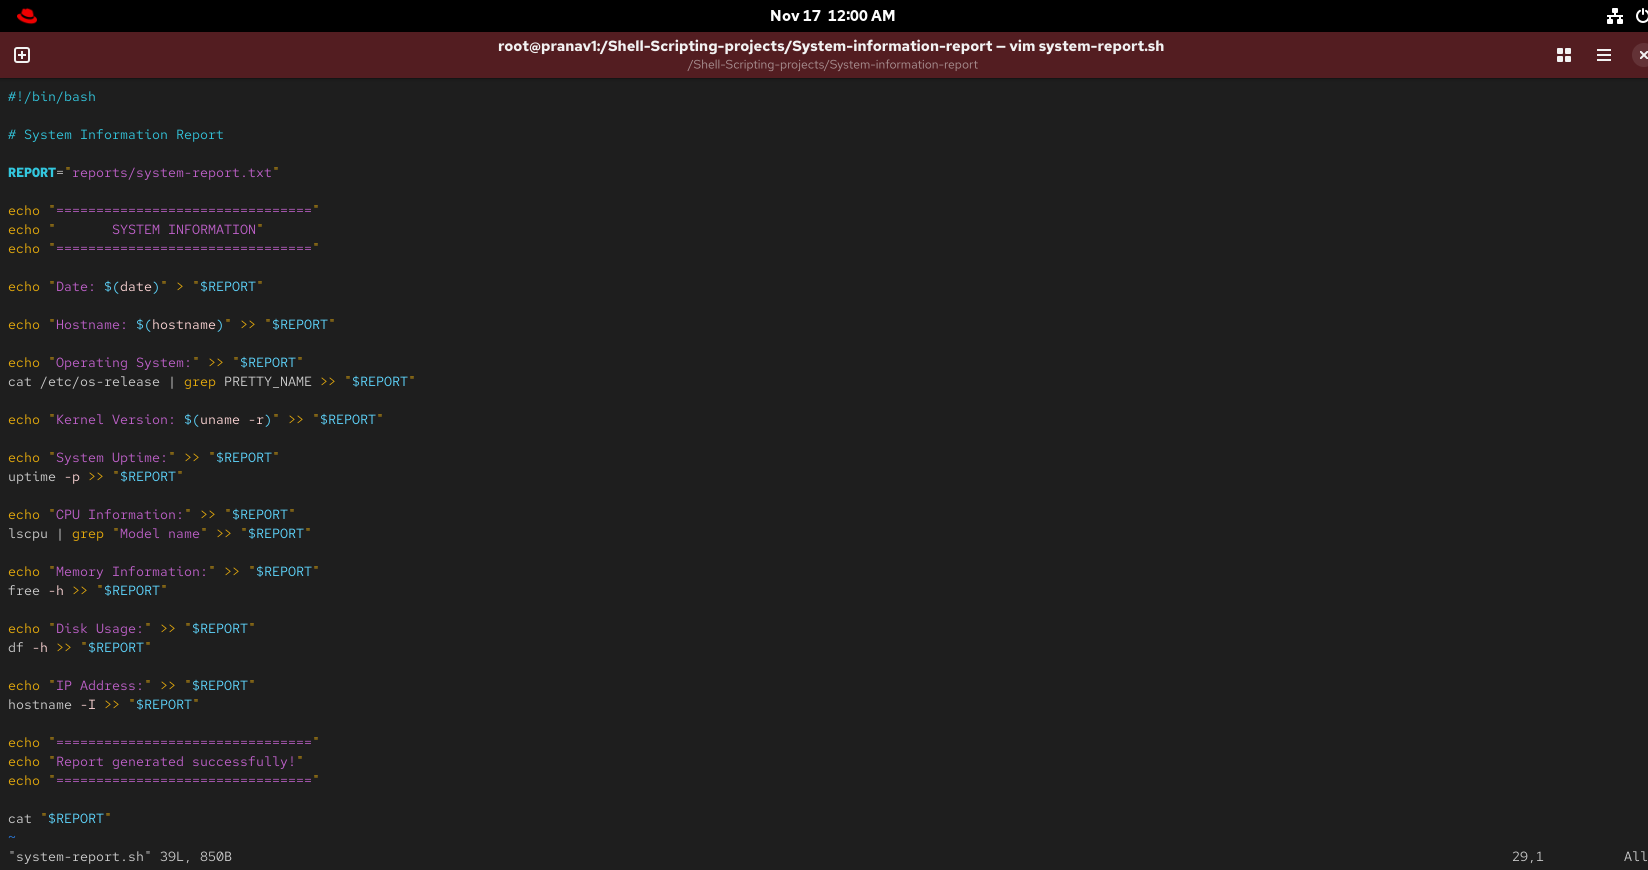 Nov 17 12:00 AM
root@pranav1:/Shell-Scripting-projects/System-information-report — vim system-report.sh
/Shell-Scripting-projects/System-information-report
#!/bin/bash
# System Information Report
REPORT="reports/system-report.txt"
echo "================================"
echo "       SYSTEM INFORMATION"
echo "================================"
echo "Date: $(date)" > "$REPORT"
echo "Hostname: $(hostname)" >> "$REPORT"
echo "Operating System:" >> "$REPORT"
cat /etc/os-release | grep PRETTY_NAME >> "$REPORT"
echo "Kernel Version: $(uname -r)" >> "$REPORT"
echo "System Uptime:" >> "$REPORT"
uptime -p >> "$REPORT"
echo "CPU Information:" >> "$REPORT"
lscpu | grep "Model name" >> "$REPORT"
echo "Memory Information:" >> "$REPORT"
free -h >> "$REPORT"
echo "Disk Usage:" >> "$REPORT"
df -h >> "$REPORT"
echo "IP Address:" >> "$REPORT"
hostname -I >> "$REPORT"
echo "================================"
echo "Report generated successfully!"
echo "================================"
cat "$REPORT"
~
"system-report.sh" 39L, 850B 29,1 All